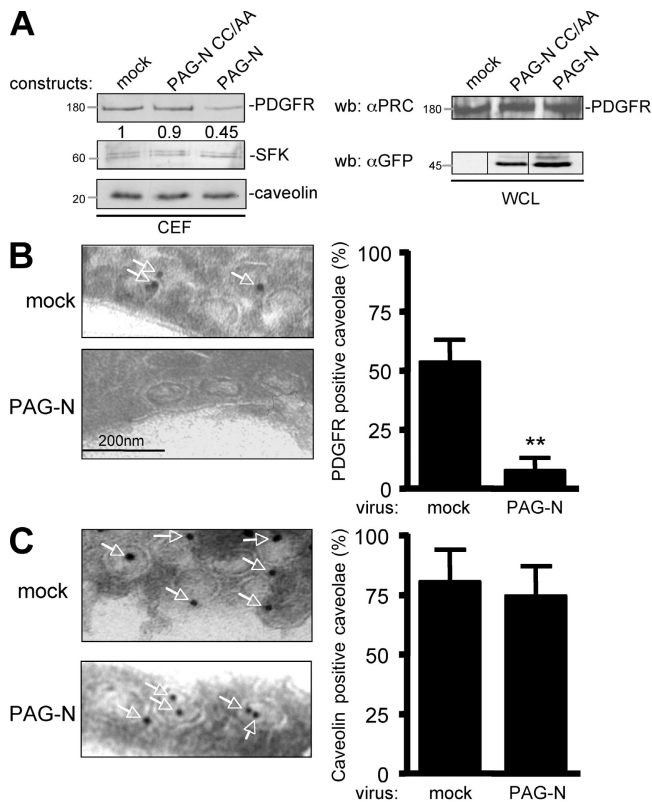 A
constructs: mock PAG-N CC/AA PAG-N
180 -PDGFR
1 0.9 0.45
60 -SFK
20 -caveolin
CEF
mock PAG-N CC/AA PAG-N
wb: αPRC 180 -PDGFR
wb: αGFP 45
WCL
B
mock
PAG-N
200nm
PDGFR positive caveolae (%)
100
75
50
25
0
**
virus: mock PAG-N
C
mock
PAG-N
Caveolin positive caveolae (%)
100
75
50
25
0
virus: mock PAG-N